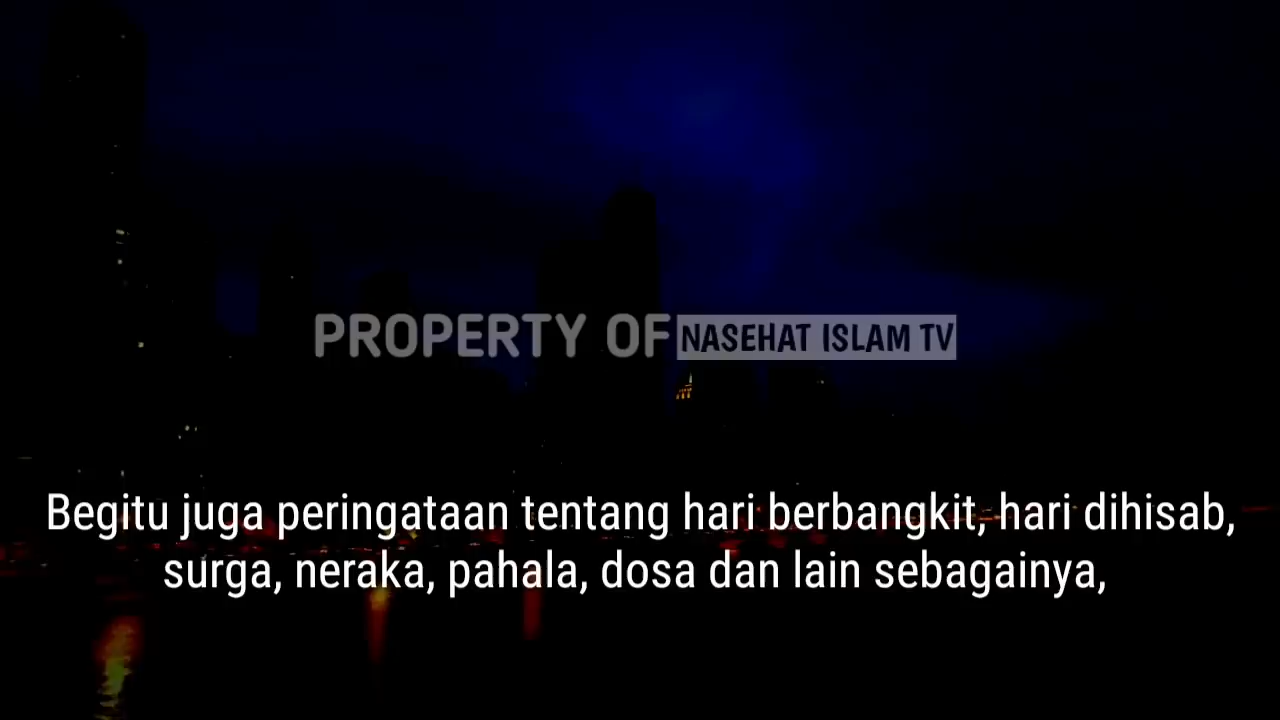 PROPERTY OF NASEHAT ISLAM TV
Begitu juga peringataan tentang hari berbangkit, hari dihisab,
surga, neraka, pahala, dosa dan lain sebagainya,